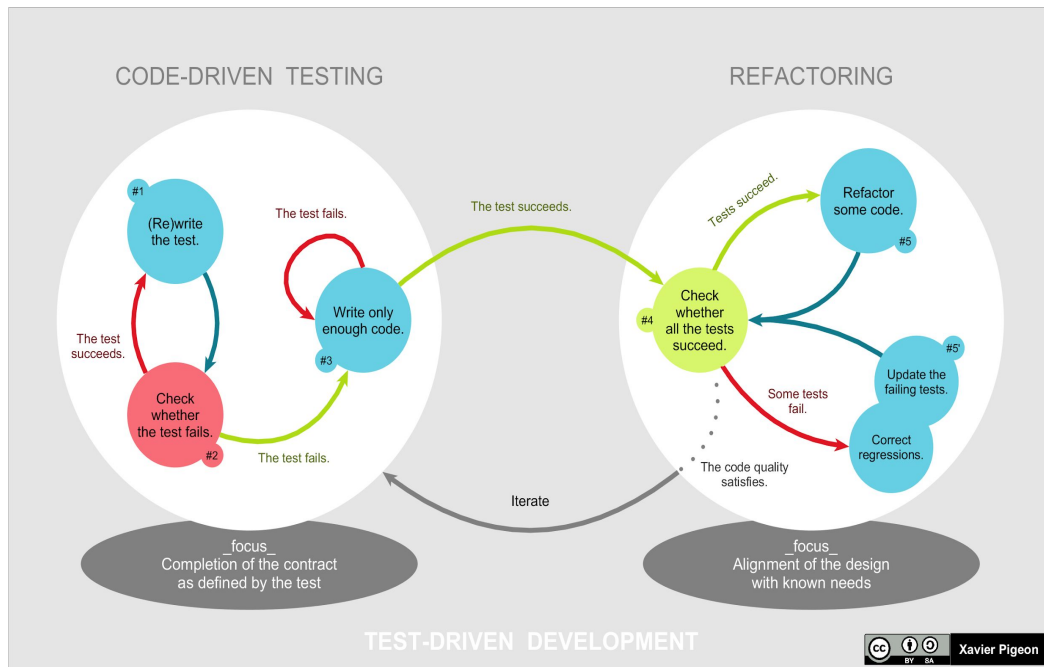 CODE-DRIVEN TESTING
REFACTORING
#1
(Re)write
the test.
The test
succeeds.
Check
whether
the test fails.
#2
The test fails.
The test fails.
Write only
enough code.
#3
The test succeeds.
Tests succeed.
Refactor
some code.
#5
#4
Check
whether
all the tests
succeed.
#5'
Update the
failing tests.
Some tests
fail.
Correct
regressions.
The code quality
satisfies.
Iterate
_focus_
Completion of the contract
as defined by the test
_focus_
Alignment of the design
with known needs
TEST-DRIVEN DEVELOPMENT
cc
BY SA
Xavier Pigeon